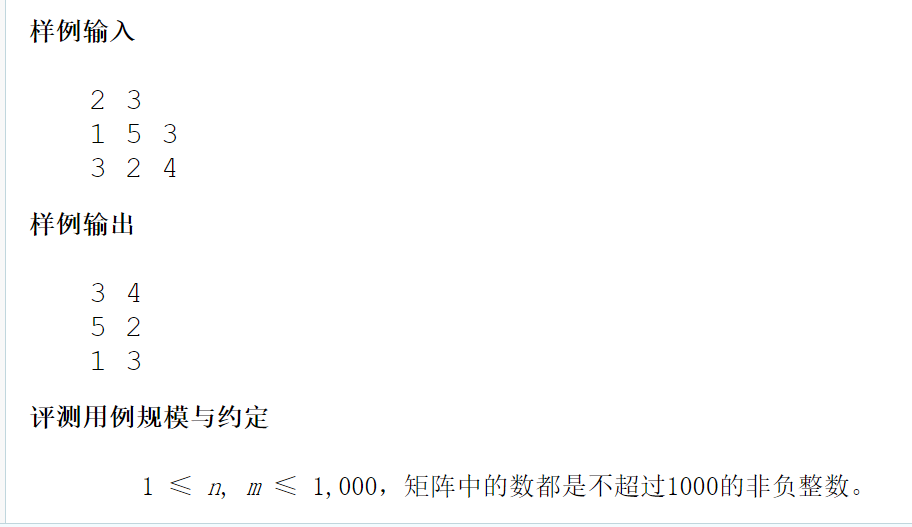 样例输入
2 3
1 5 3
3 2 4
样例输出
3 4
5 2
1 3
评测用例规模与约定
1 ≤ n, m ≤ 1,000，矩阵中的数都是不超过1000的非负整数。